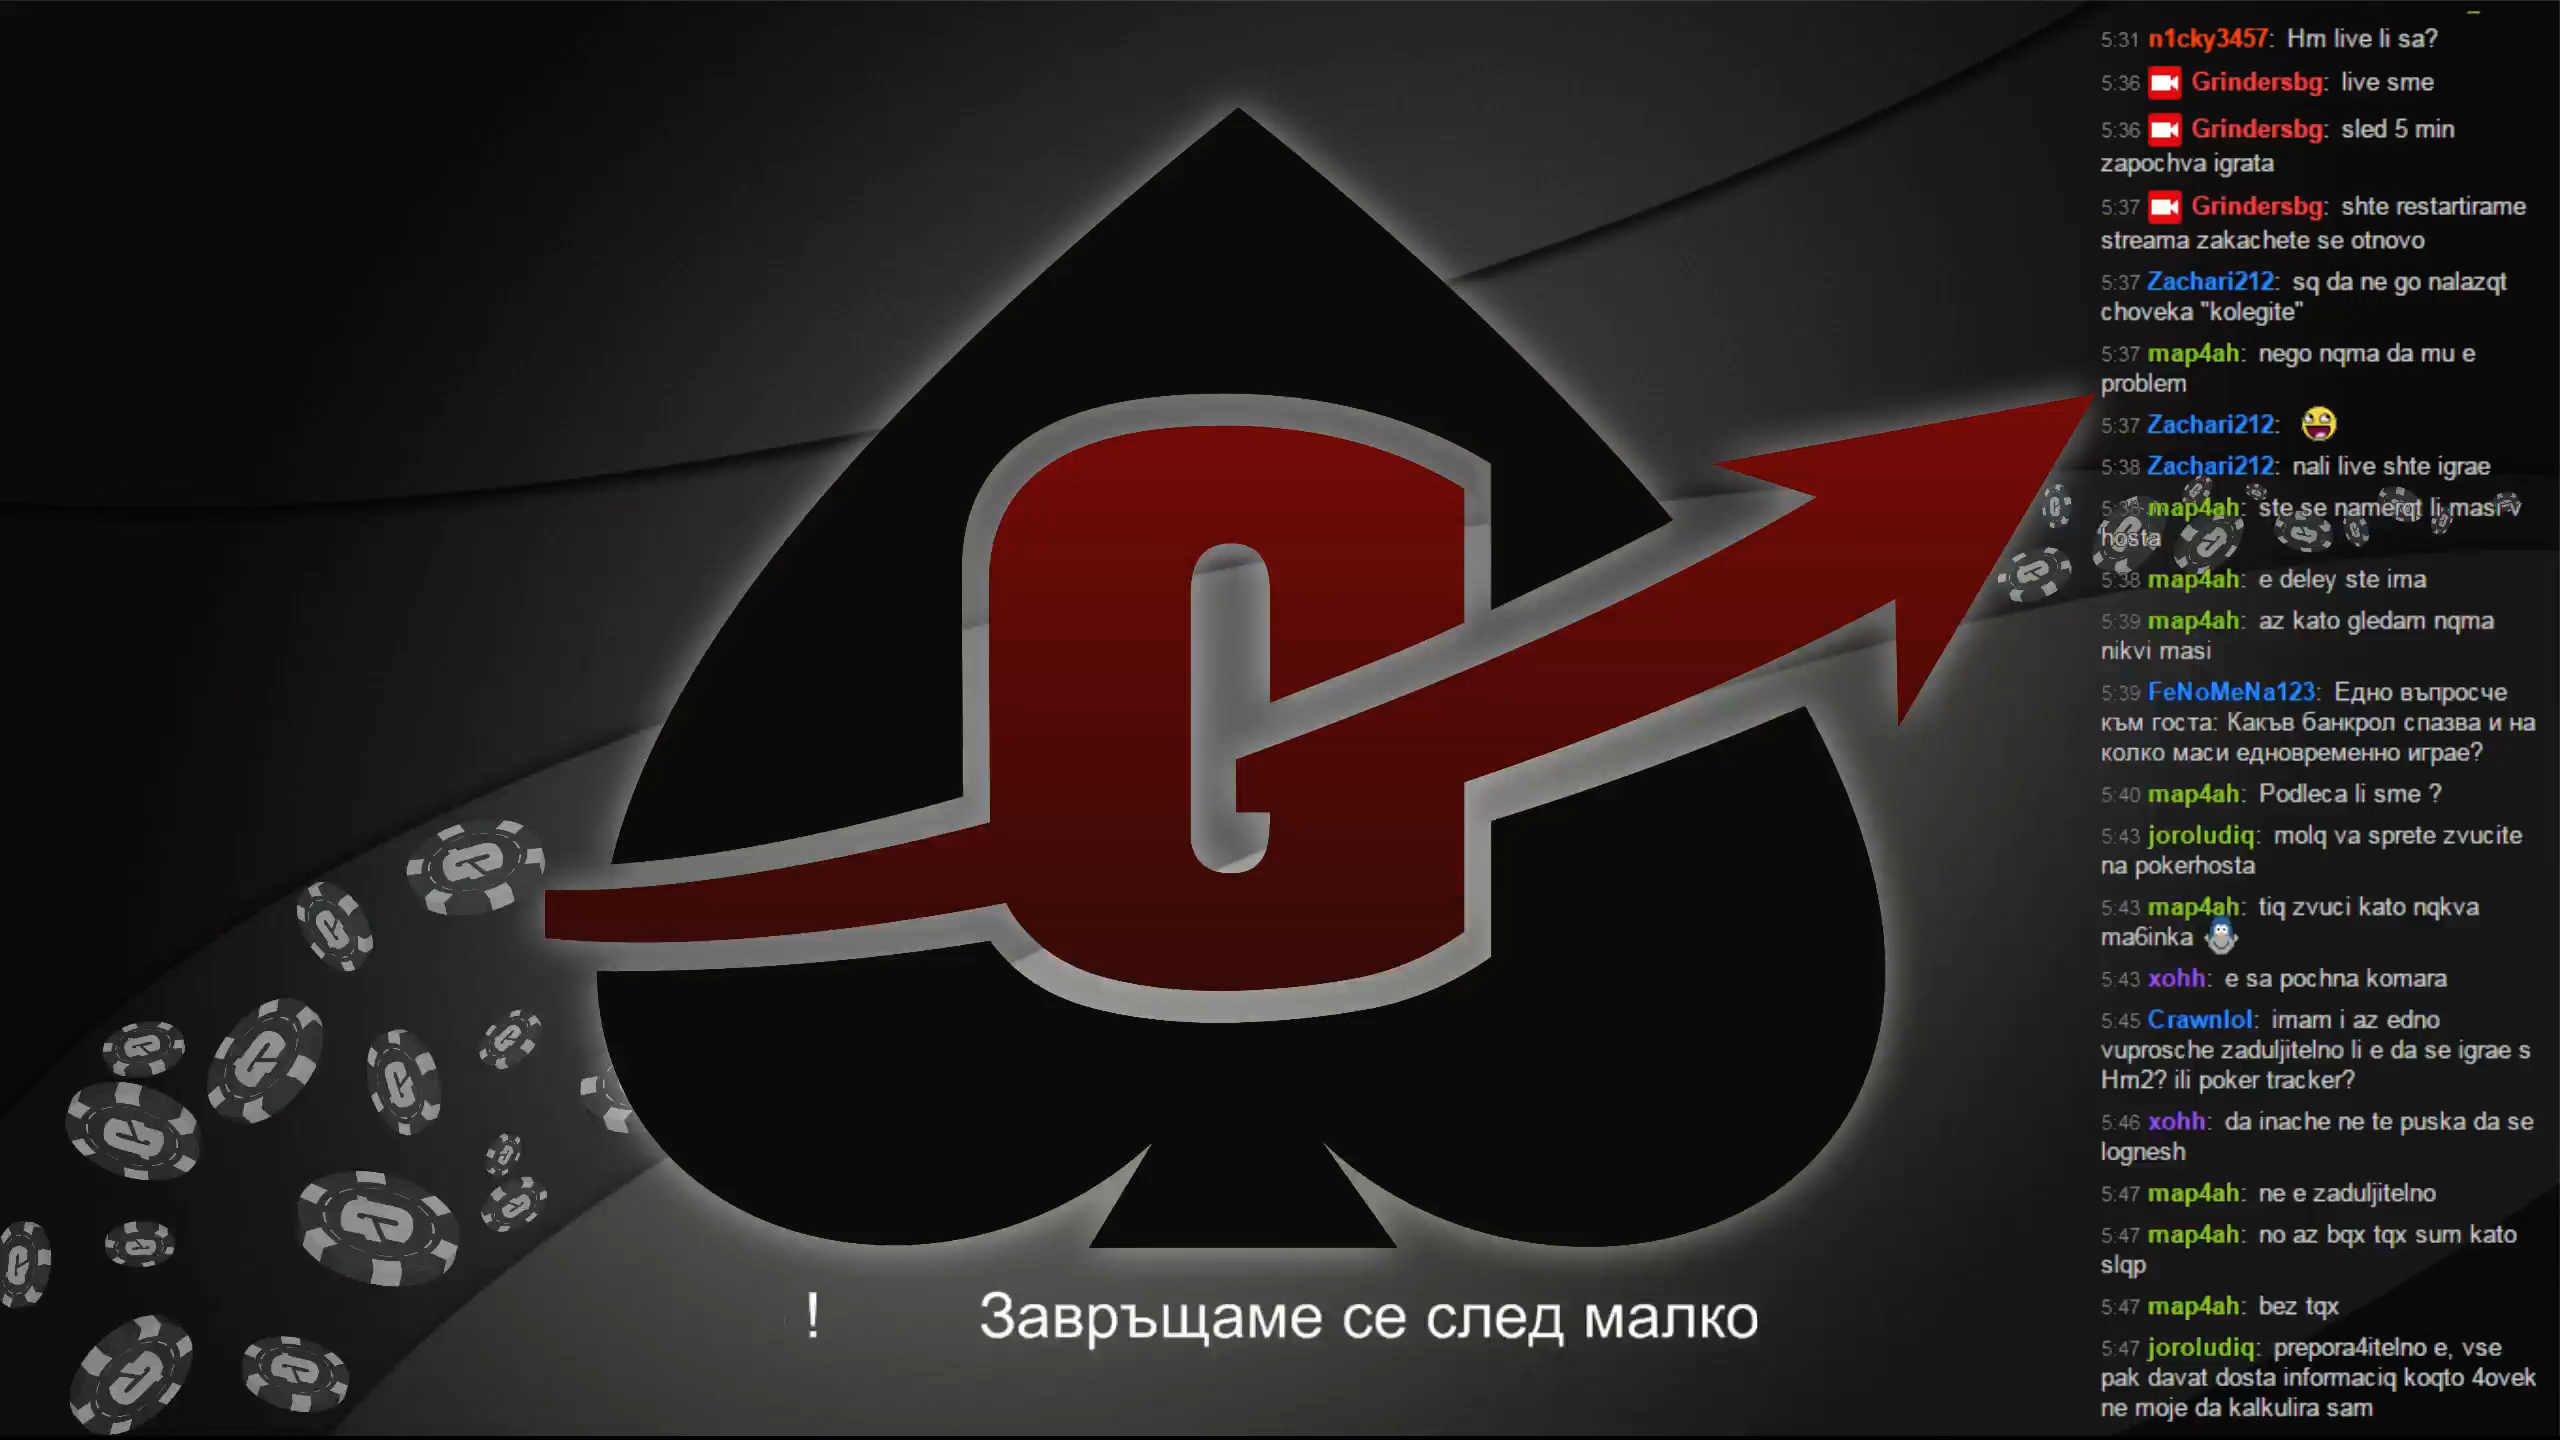 5:31 n1cky3457: Hm live li sa?
5:36 Grindersbg: live sme
5:36 Grindersbg: sled 5 min
zapochva igrata
5:37 Grindersbg: shte restartirame
streama zakachete se otnovo
5:37 Zachari212: sq da ne go nalazqt
choveka "kolegite"
5:37 map4ah: nego nqma da mu e
problem
5:37 Zachari212:
5:38 Zachari212: nali live shte igrae
5:38 map4ah: ste se namerqt li masi v
hosta
5:38 map4ah: e deley ste ima
5:39 map4ah: az kato gledam nqma
nikvi masi
5:39 FeNoMeNa123: Едно въпросче
към госта: Какъв банкрол спазва и на
колко маси едновременно играе?
5:40 map4ah: Podleca li sme ?
5:43 joroludiq: molq va sprete zvucite
na pokerhosta
5:43 map4ah: tiq zvuci kato nqkva
ma6inka
5:43 xohh: e sa pochna komara
5:45 Crawnlol: imam i az edno
vuprosche zaduljitelno li e da se igrae s
Hm2? ili poker tracker?
5:46 xohh: da inache ne te puska da se
lognesh
5:47 map4ah: ne e zaduljitelno
5:47 map4ah: no az bqx tqx sum kato
slqp
5:47 map4ah: bez tqx
5:47 joroludiq: prepora4itelno e, vse
pak davat dosta informaciq koqto 4ovek
ne moje da kalkulira sam
G
! Завръщаме се след малко